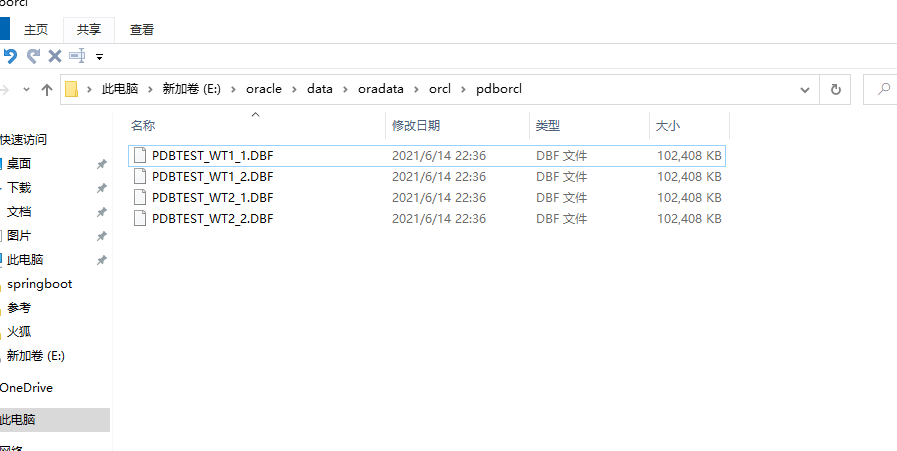 主页 共享 查看
此电脑 新加卷 (E:) oracle data oradata orcl pdborcl
名称 修改日期 类型 大小
快速访问
桌面
下载
文档
图片
此电脑
springboot
参考
火狐
新加卷 (E:)
OneDrive
此电脑
PDBTEST_WT1_1.DBF 2021/6/14 22:36 DBF 文件 102,408 KB
PDBTEST_WT1_2.DBF 2021/6/14 22:36 DBF 文件 102,408 KB
PDBTEST_WT2_1.DBF 2021/6/14 22:36 DBF 文件 102,408 KB
PDBTEST_WT2_2.DBF 2021/6/14 22:36 DBF 文件 102,408 KB